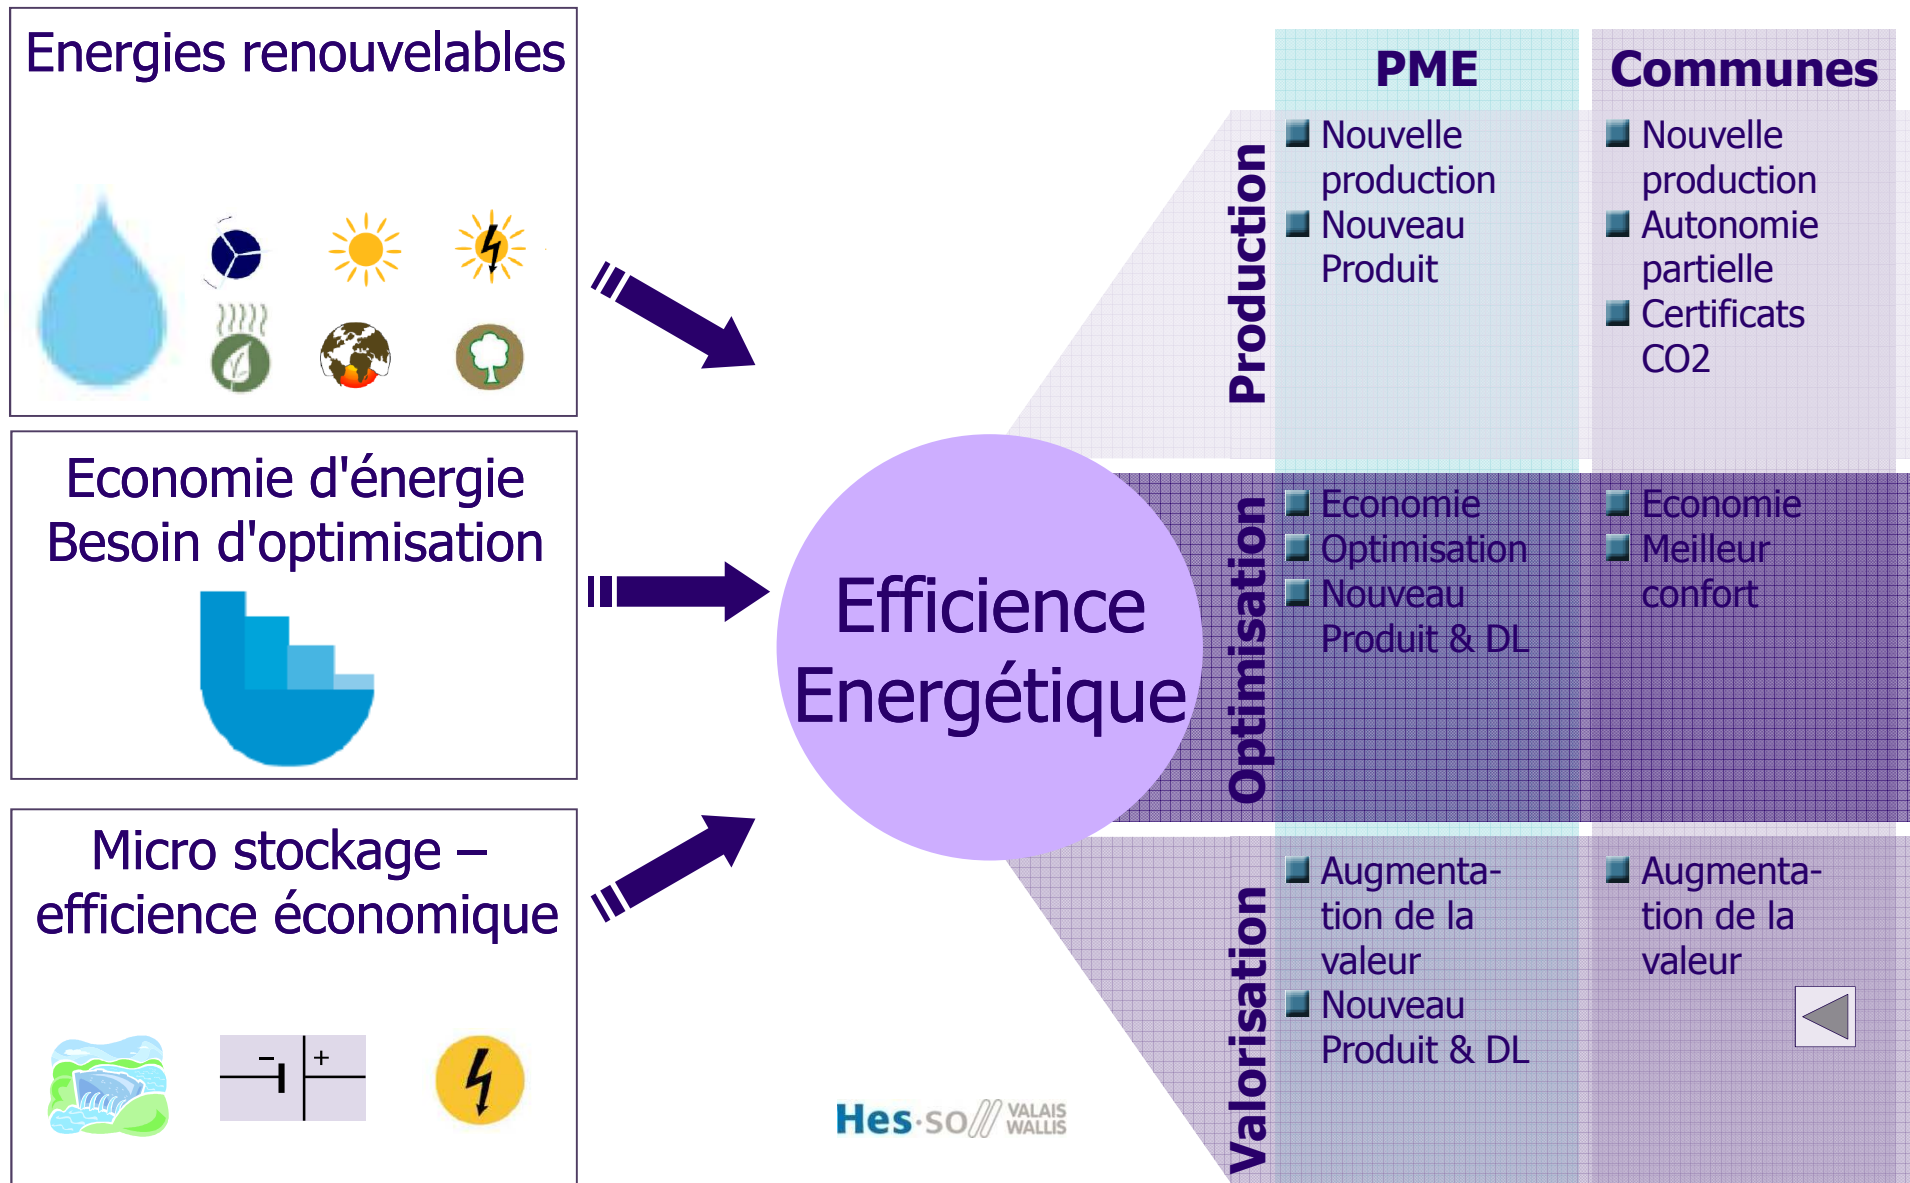 Energies renouvelables
Economie d'énergie
Besoin d'optimisation
Micro stockage –
efficience économique
- +
Efficience
Energétique
Hes·so VALAIS
WALLIS
PME
Communes
Production
Nouvelle
production
Nouveau
Produit
Nouvelle
production
Autonomie
partielle
Certificats
CO2
Optimisation
Economie
Optimisation
Nouveau
Produit & DL
Economie
Meilleur
confort
Valorisation
Augmenta-
tion de la
valeur
Nouveau
Produit & DL
Augmenta-
tion de la
valeur